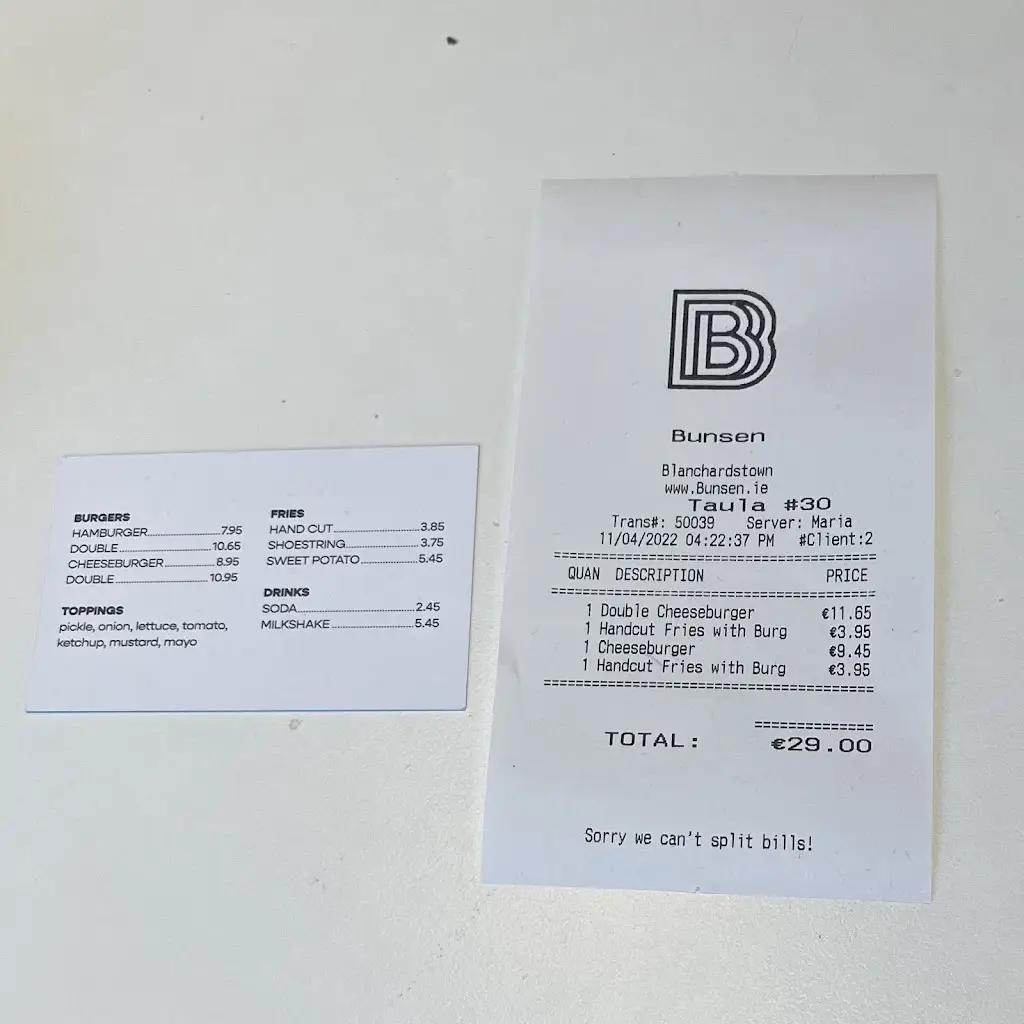 BURGERS
HAMBURGER 7.95
DOUBLE 10.65
CHEESEBURGER 8.95
DOUBLE 10.95
TOPPINGS
pickle, onion, lettuce, tomato,
ketchup, mustard, mayo
FRIES
HAND CUT 3.85
SHOESTRING 3.75
SWEET POTATO 5.45
DRINKS
SODA 2.45
MILKSHAKE 5.45
B
Bunsen
Blanchardstown
www.Bunsen.ie
Taula #30
Trans#: 50039 Server: Maria
11/04/2022 04:22:37 PM #Client:2
QUAN DESCRIPTION PRICE
1 Double Cheeseburger €11.65
1 Handcut Fries with Burg €3.95
1 Cheeseburger €9.45
1 Handcut Fries with Burg €3.95
TOTAL: €29.00
Sorry we can't split bills!